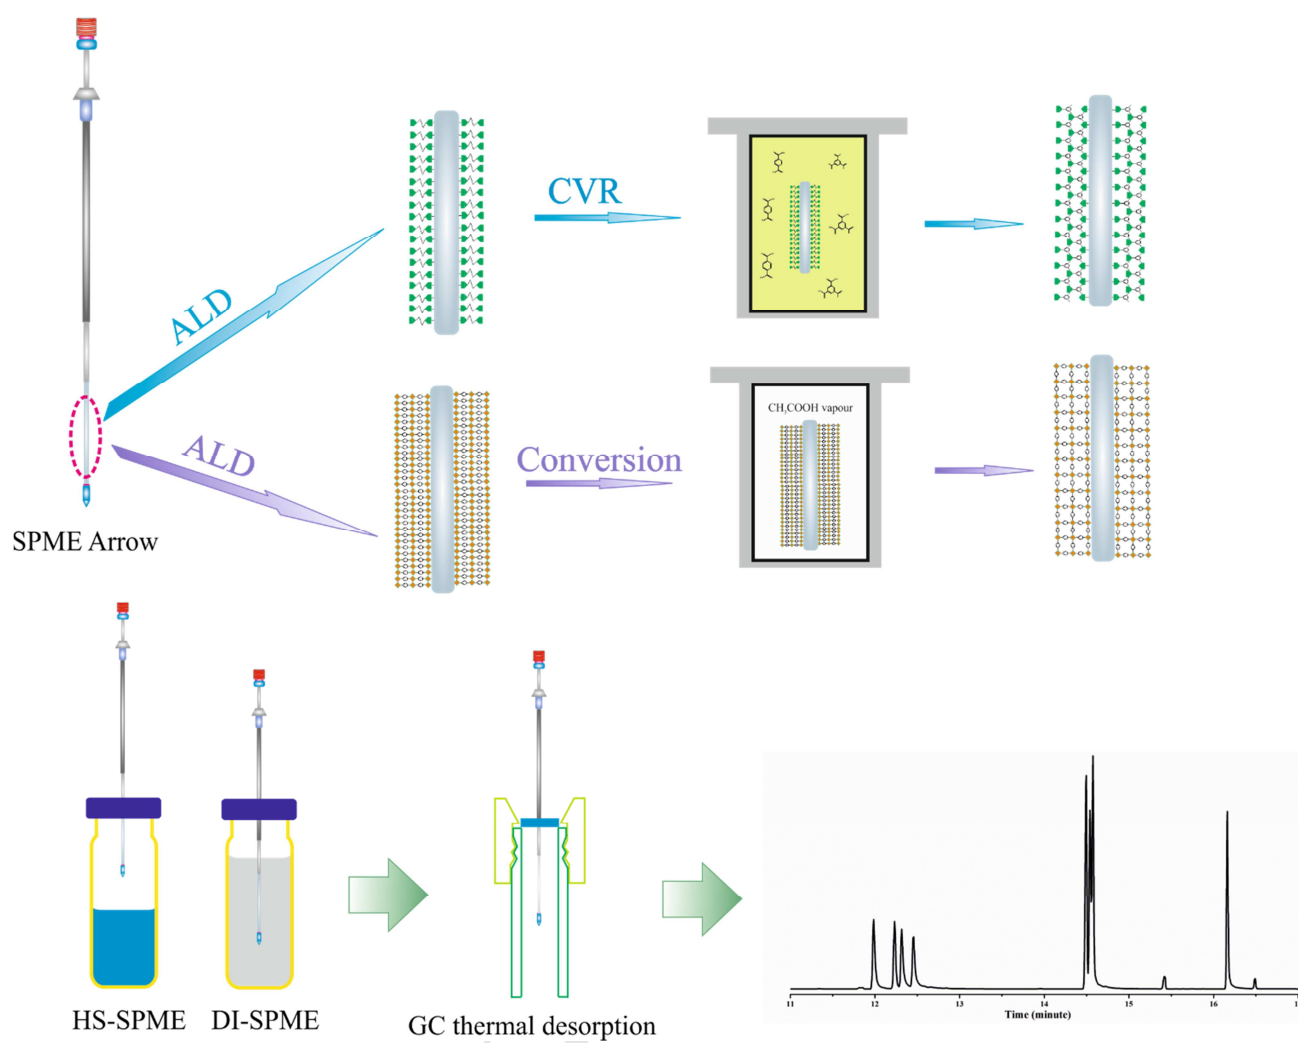 CVR
ALD
CH₃COOH vapour
ALD
Conversion
SPME Arrow
HS-SPME
DI-SPME
GC thermal desorption
11 12 13 14 15 16
Time (minute)